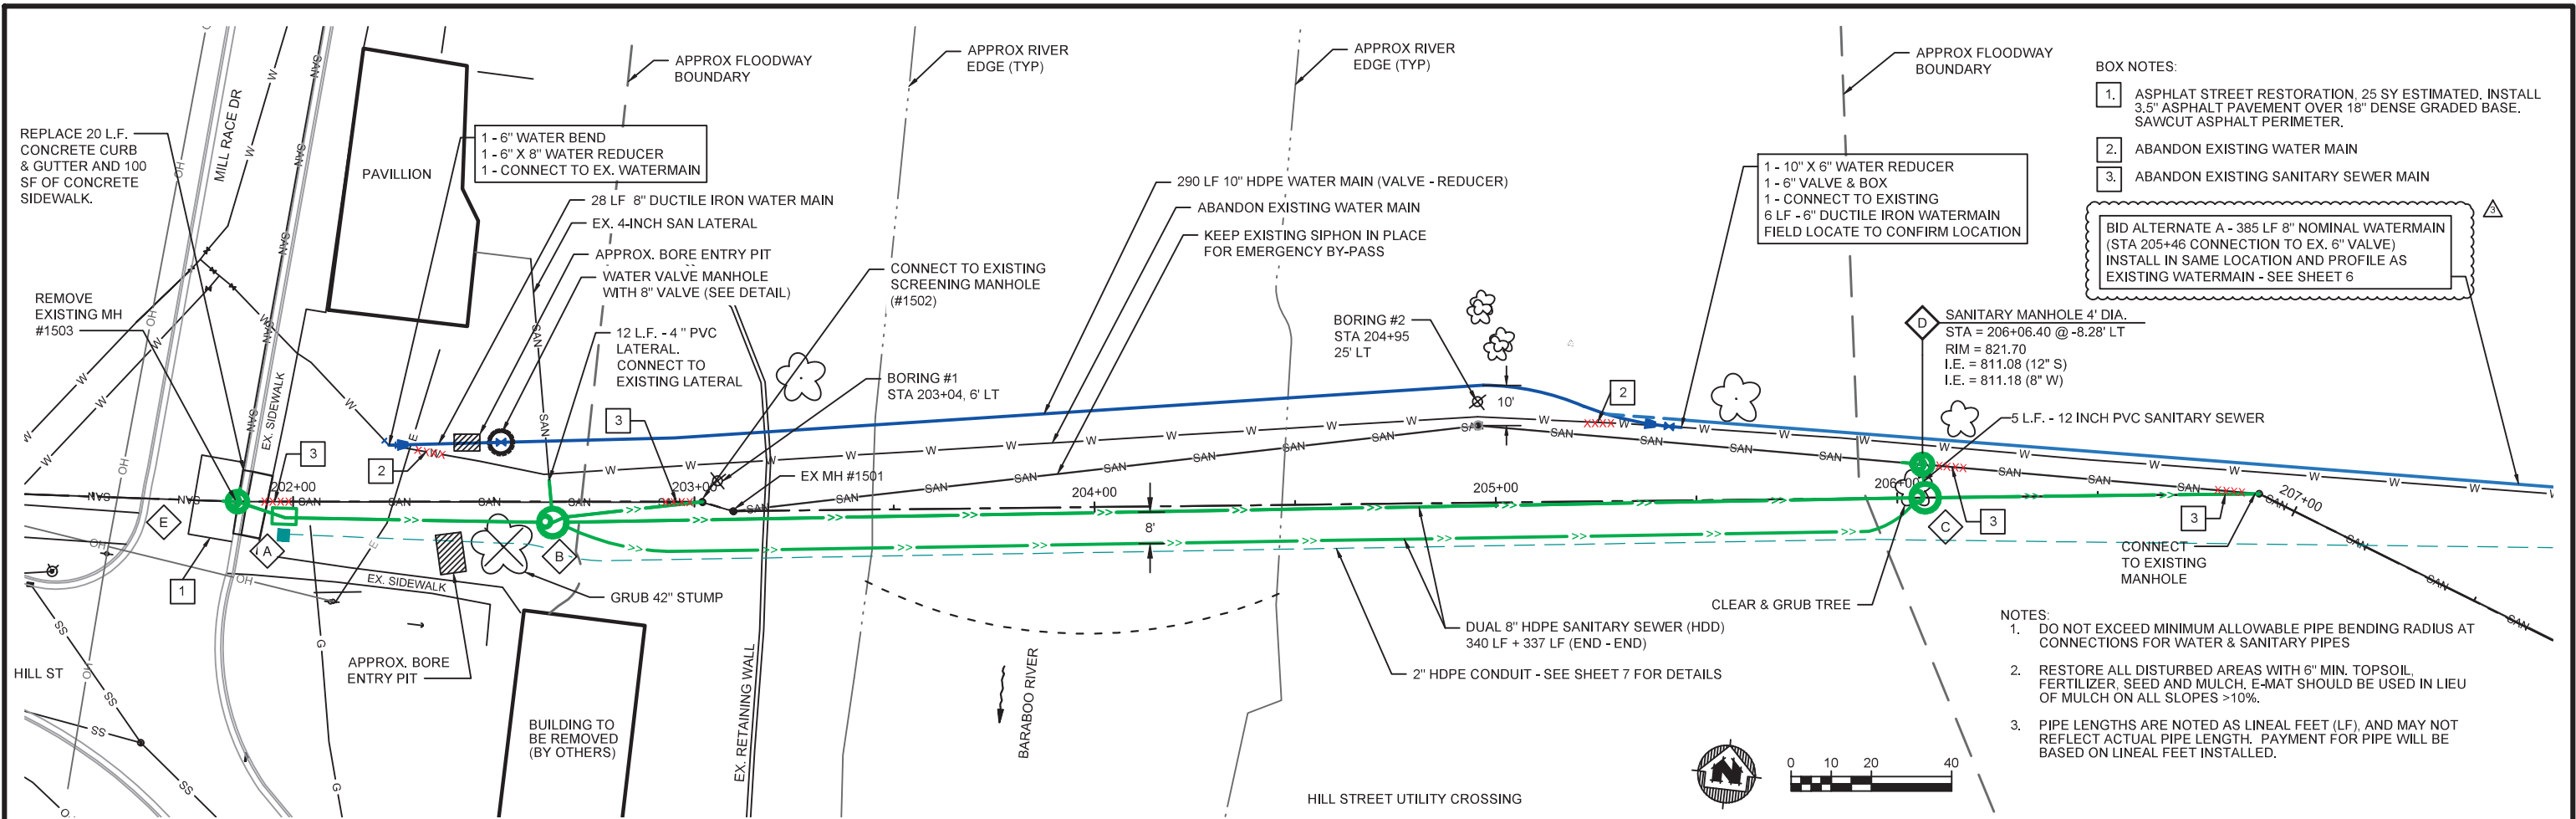 REPLACE 20 L.F.
CONCRETE CURB
& GUTTER AND 100
SF OF CONCRETE
SIDEWALK.
REMOVE
EXISTING MH
#1503
MILL RACE DR
PAVILLION
APPROX FLOODWAY
BOUNDARY
1 - 6" WATER BEND
1 - 6" X 8" WATER REDUCER
1 - CONNECT TO EX. WATERMAIN
28 LF 8" DUCTILE IRON WATER MAIN
EX. 4-INCH SAN LATERAL
APPROX. BORE ENTRY PIT
WATER VALVE MANHOLE
WITH 8" VALVE (SEE DETAIL)
12 L.F. - 4 " PVC
LATERAL.
CONNECT TO
EXISTING LATERAL
APPROX RIVER
EDGE (TYP)
CONNECT TO EXISTING
SCREENING MANHOLE
(#1502)
BORING #1
STA 203+04, 6' LT
EX MH #1501
290 LF 10" HDPE WATER MAIN (VALVE - REDUCER)
ABANDON EXISTING WATER MAIN
KEEP EXISTING SIPHON IN PLACE
FOR EMERGENCY BY-PASS
APPROX RIVER
EDGE (TYP)
BORING #2
STA 204+95
25' LT
10'
1 - 10" X 6" WATER REDUCER
1 - 6" VALVE & BOX
1 - CONNECT TO EXISTING
6 LF - 6" DUCTILE IRON WATERMAIN
FIELD LOCATE TO CONFIRM LOCATION
APPROX FLOODWAY
BOUNDARY
BOX NOTES:
1. ASPHLAT STREET RESTORATION, 25 SY ESTIMATED, INSTALL
3.5" ASPHALT PAVEMENT OVER 18" DENSE GRADED BASE.
SAWCUT ASPHALT PERIMETER.
2. ABANDON EXISTING WATER MAIN
3. ABANDON EXISTING SANITARY SEWER MAIN
3
BID ALTERNATE A - 385 LF 8" NOMINAL WATERMAIN
(STA 205+46 CONNECTION TO EX. 6" VALVE)
INSTALL IN SAME LOCATION AND PROFILE AS
EXISTING WATERMAIN - SEE SHEET 6
D
SANITARY MANHOLE 4' DIA.
STA = 206+06.40 @ -8.28' LT
RIM = 821.70
I.E. = 811.08 (12" S)
I.E. = 811.18 (8" W)
5 L.F. - 12 INCH PVC SANITARY SEWER
EX. SIDEWALK
202+00
203+00
204+00
205+00
206+00
207+00
8'
1
2
3
3
2
3
3
A
B
C
E
EX. SIDEWALK
GRUB 42" STUMP
APPROX. BORE
ENTRY PIT
HILL ST
BUILDING TO
BE REMOVED
(BY OTHERS)
EX. RETAINING WALL
BARABOO RIVER
CLEAR & GRUB TREE
DUAL 8" HDPE SANITARY SEWER (HDD)
340 LF + 337 LF (END - END)
2" HDPE CONDUIT - SEE SHEET 7 FOR DETAILS
CONNECT
TO EXISTING
MANHOLE
NOTES:
1. DO NOT EXCEED MINIMUM ALLOWABLE PIPE BENDING RADIUS AT
CONNECTIONS FOR WATER & SANITARY PIPES
2. RESTORE ALL DISTURBED AREAS WITH 6" MIN. TOPSOIL,
FERTILIZER, SEED AND MULCH. E-MAT SHOULD BE USED IN LIEU
OF MULCH ON ALL SLOPES >10%.
3. PIPE LENGTHS ARE NOTED AS LINEAL FEET (LF), AND MAY NOT
REFLECT ACTUAL PIPE LENGTH. PAYMENT FOR PIPE WILL BE
BASED ON LINEAL FEET INSTALLED.
N
0 10 20 40
HILL STREET UTILITY CROSSING